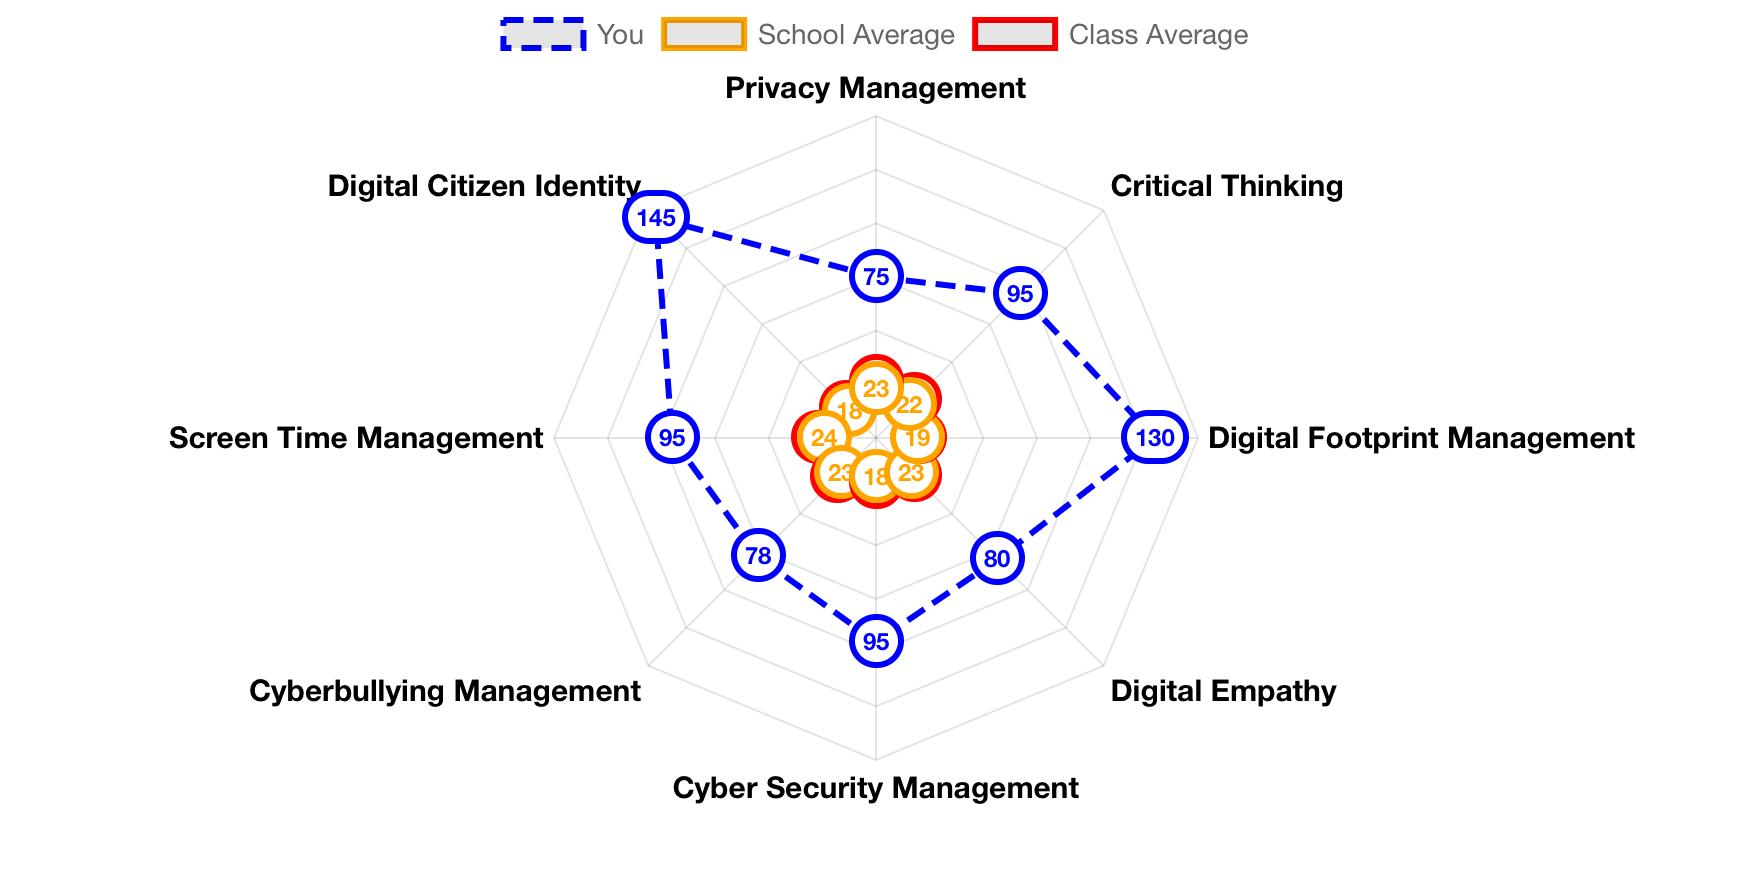 You School Average Class Average
Privacy Management
Digital Citizen Identity Critical Thinking
145
75
95
23
22
18
Screen Time Management 95 24 19 130 Digital Footprint Management
23 18 23
78 80
95
Cyberbullying Management Digital Empathy
Cyber Security Management